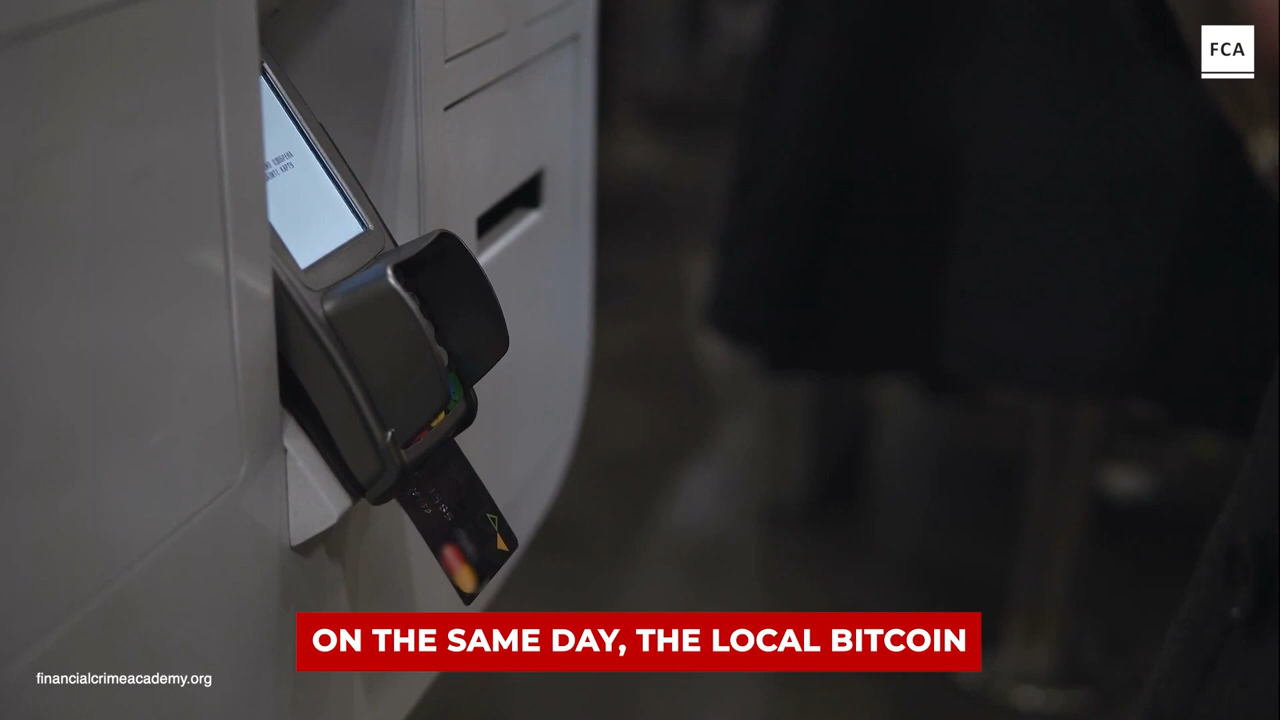 FCA
ON THE SAME DAY, THE LOCAL BITCOIN
financialcrimeacademy.org